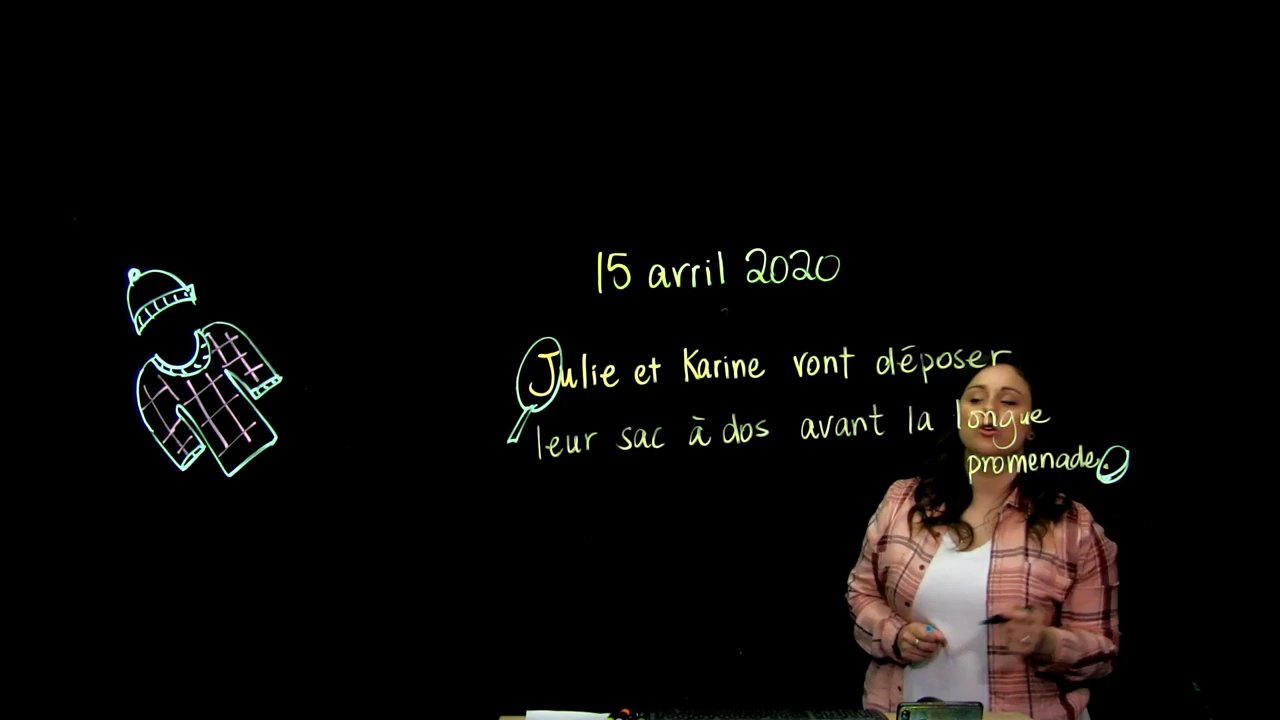 15 avril 2020
Julie et Karine vont déposer
leur sac à dos avant la longue
promenade.